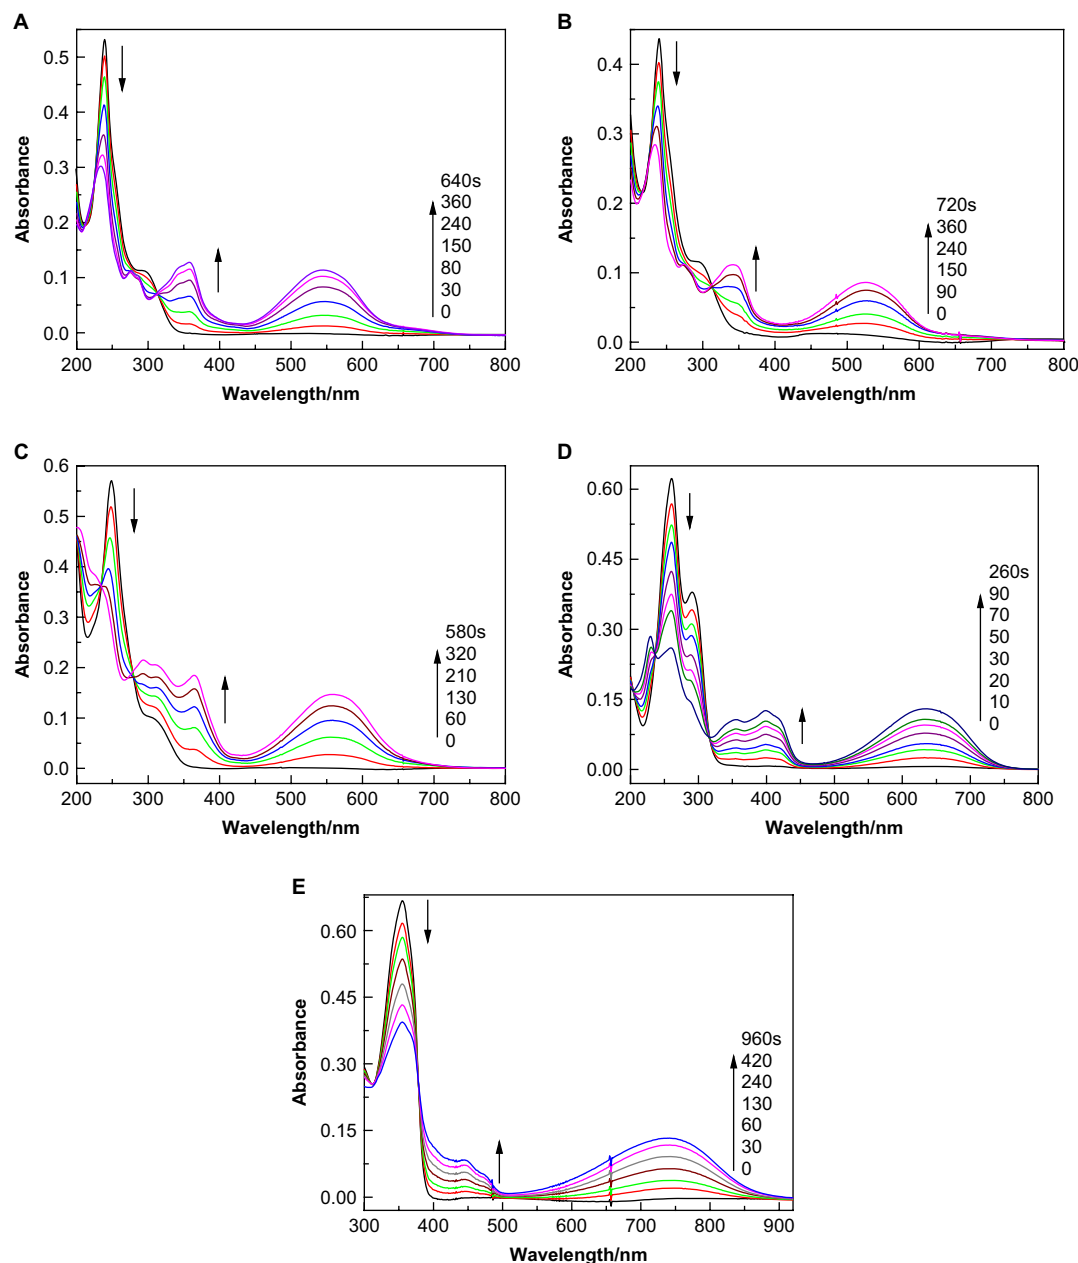 A
Absorbance
0.5
0.4
0.3
0.2
0.1
0.0
640s
360
240
150
80
30
0
200 300 400 500 600 700 800
Wavelength/nm
B
Absorbance
0.4
0.3
0.2
0.1
0.0
720s
360
240
150
90
0
200 300 400 500 600 700 800
Wavelength/nm
C
Absorbance
0.6
0.5
0.4
0.3
0.2
0.1
0.0
580s
320
210
130
60
0
200 300 400 500 600 700 800
Wavelength/nm
D
Absorbance
0.60
0.45
0.30
0.15
0.00
260s
90
70
50
30
20
10
0
200 300 400 500 600 700 800
Wavelength/nm
E
Absorbance
0.60
0.45
0.30
0.15
0.00
960s
420
240
130
60
30
0
300 400 500 600 700 800 900
Wavelength/nm